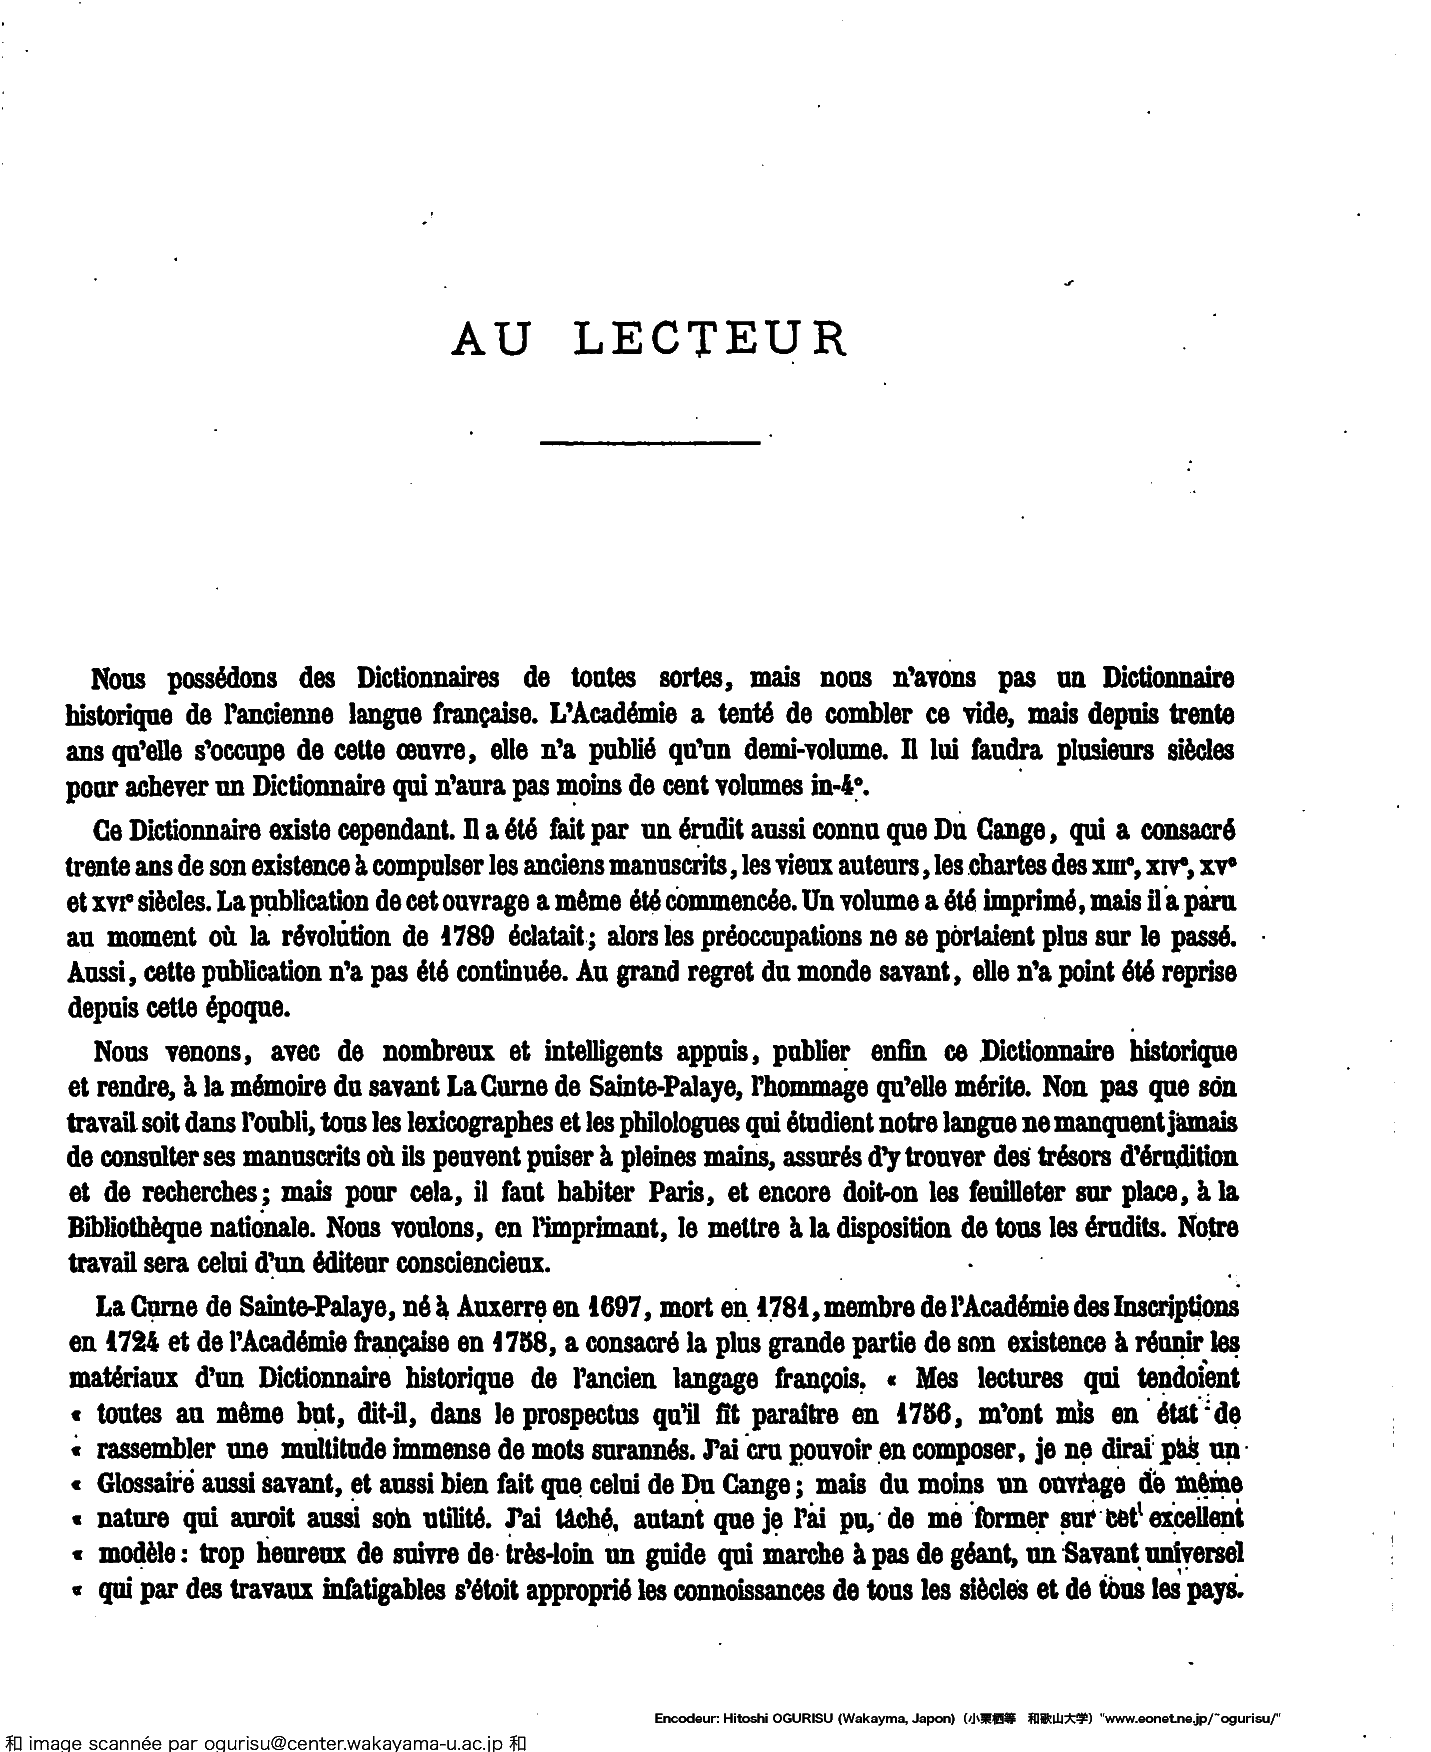 AU LECTEUR
Nous possédons des Dictionnaires de toutes sortes, mais nous n'avons pas un Dictionnaire
historique de l'ancienne langue française. L'Académie a tenté de combler ce vide, mais depuis trente
ans qu'elle s'occupe de cette œuvre, elle n'a publié qu'un demi-volume. Il lui faudra plusieurs siècles
pour achever un Dictionnaire qui n'aura pas moins de cent volumes in-4°.
Ce Dictionnaire existe cependant. Il a été fait par un érudit aussi connu que Du Cange, qui a consacré
trente ans de son existence à compulser les anciens manuscrits, les vieux auteurs, les chartes des XIIIe, XIVe, XVe
et XVIe siècles. La publication de cet ouvrage a même été commencée. Un volume a été imprimé, mais il a paru
au moment où la révolution de 1789 éclatait ; alors les préoccupations ne se portaient plus sur le passé.
Aussi, cette publication n'a pas été continuée. Au grand regret du monde savant, elle n'a point été reprise
depuis cette époque.
Nous venons, avec de nombreux et intelligents appuis, publier enfin ce Dictionnaire historique
et rendre, à la mémoire du savant La Curne de Sainte-Palaye, l'hommage qu'elle mérite. Non pas que son
travail soit dans l'oubli, tous les lexicographes et les philologues qui étudient notre langue ne manquent jamais
de consulter ses manuscrits où ils peuvent puiser à pleines mains, assurés d'y trouver des trésors d'érudition
et de recherches ; mais pour cela, il faut habiter Paris, et encore doit-on les feuilleter sur place, à la
Bibliothèque nationale. Nous voulons, en l'imprimant, le mettre à la disposition de tous les érudits. Notre
travail sera celui d'un éditeur consciencieux.
La Curne de Sainte-Palaye, né à Auxerre en 1697, mort en 1781, membre de l'Académie des Inscriptions
en 1724 et de l'Académie française en 1758, a consacré la plus grande partie de son existence à réunir les
matériaux d'un Dictionnaire historique de l'ancien langage françois. « Mes lectures qui tendoient
« toutes au même but, dit-il, dans le prospectus qu'il fit paraître en 1756, m'ont mis en état de
« rassembler une multitude immense de mots surannés. J'ai cru pouvoir en composer, je ne dirai pas un
« Glossaire aussi savant, et aussi bien fait que celui de Du Cange ; mais du moins un ouvrage de même
« nature qui auroit aussi son utilité. J'ai tâché, autant que je l'ai pu, de me former sur cet excellent
« modèle : trop heureux de suivre de très-loin un guide qui marche à pas de géant, un Savant universel
« qui par des travaux infatigables s'étoit approprié les connoissances de tous les siècles et de tous les pays.
Encodeur: Hitoshi OGURISU (Wakayma, Japon) (小栗栖等 和歌山大学) "www.eonet.ne.jp/~ogurisu/"
和 image scannée par ogurisu@center.wakayama-u.ac.jp 和